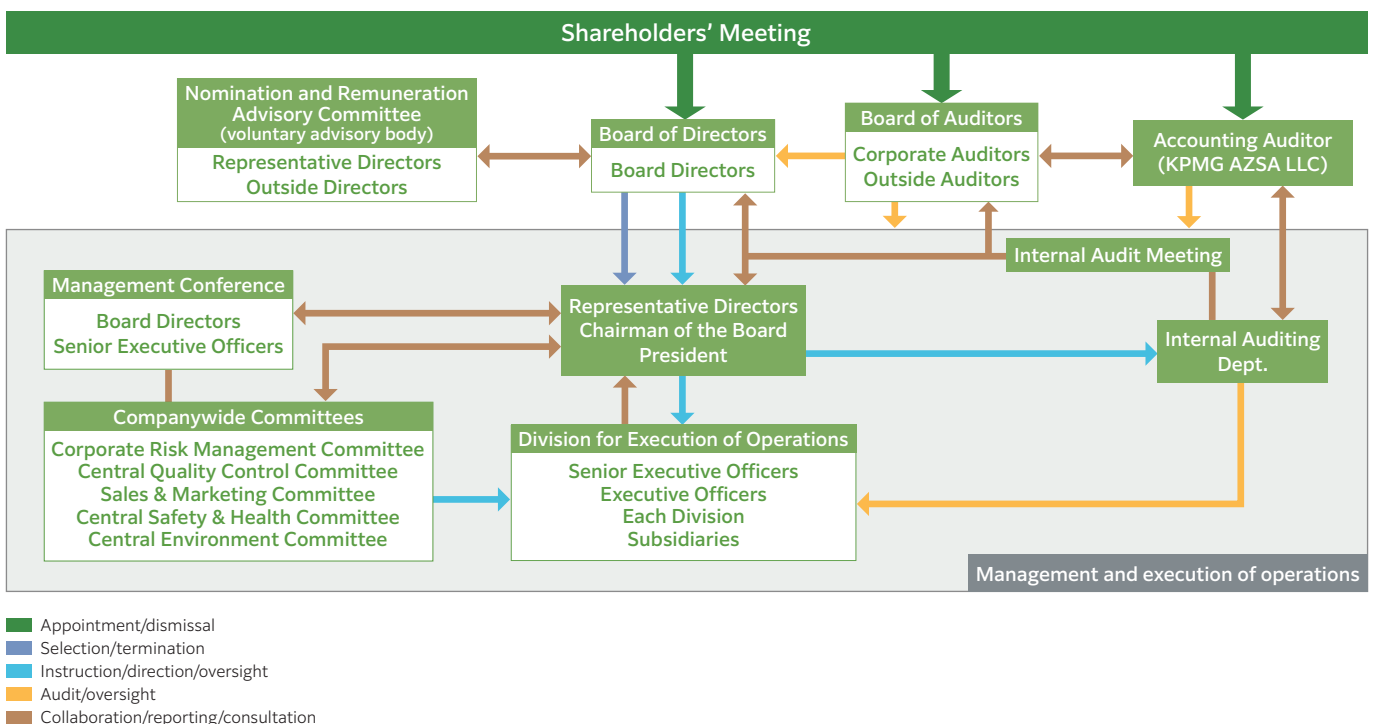 Shareholders' Meeting
Nomination and Remuneration
Advisory Committee
(voluntary advisory body)
Representative Directors
Outside Directors
Board of Directors
Board Directors
Board of Auditors
Corporate Auditors
Outside Auditors
Accounting Auditor
(KPMG AZSA LLC)
Internal Audit Meeting
Management Conference
Board Directors
Senior Executive Officers
Representative Directors
Chairman of the Board
President
Internal Auditing
Dept.
Companywide Committees
Corporate Risk Management Committee
Central Quality Control Committee
Sales & Marketing Committee
Central Safety & Health Committee
Central Environment Committee
Division for Execution of Operations
Senior Executive Officers
Executive Officers
Each Division
Subsidiaries
Management and execution of operations
Appointment/dismissal
Selection/termination
Instruction/direction/oversight
Audit/oversight
Collaboration/reporting/consultation